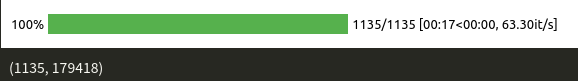 100% 1135/1135 [00:17<00:00, 63.30it/s]
(1135, 179418)